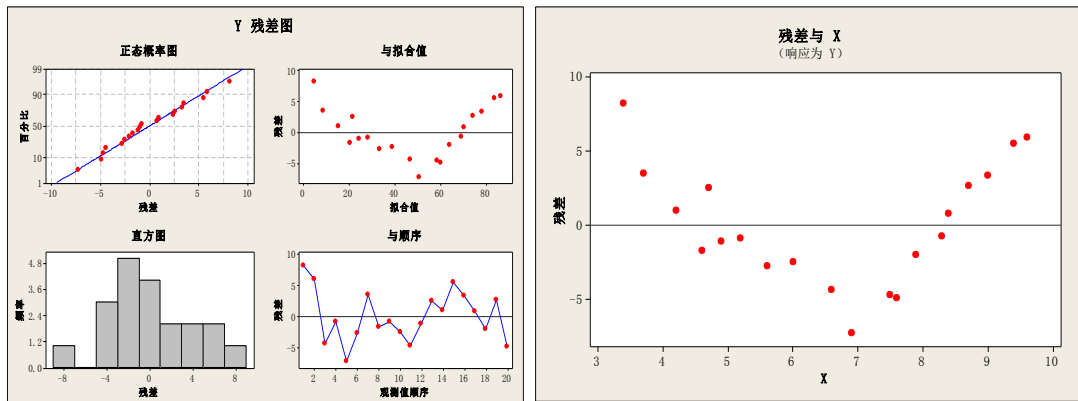 Y 残差图
正态概率图
与拟合值
99
90
50
10
1
百分比
-10 -5 0 5 10
残差
10
5
0
-5
残差
0 20 40 60 80
拟合值
直方图
与顺序
4.8
3.6
2.4
1.2
0.0
频率
-8 -4 0 4 8
残差
10
5
0
-5
残差
2 4 6 8 10 12 14 16 18 20
观测值顺序
残差与 X
(响应为 Y)
10
5
0
-5
残差
3 4 5 6 7 8 9 10
X